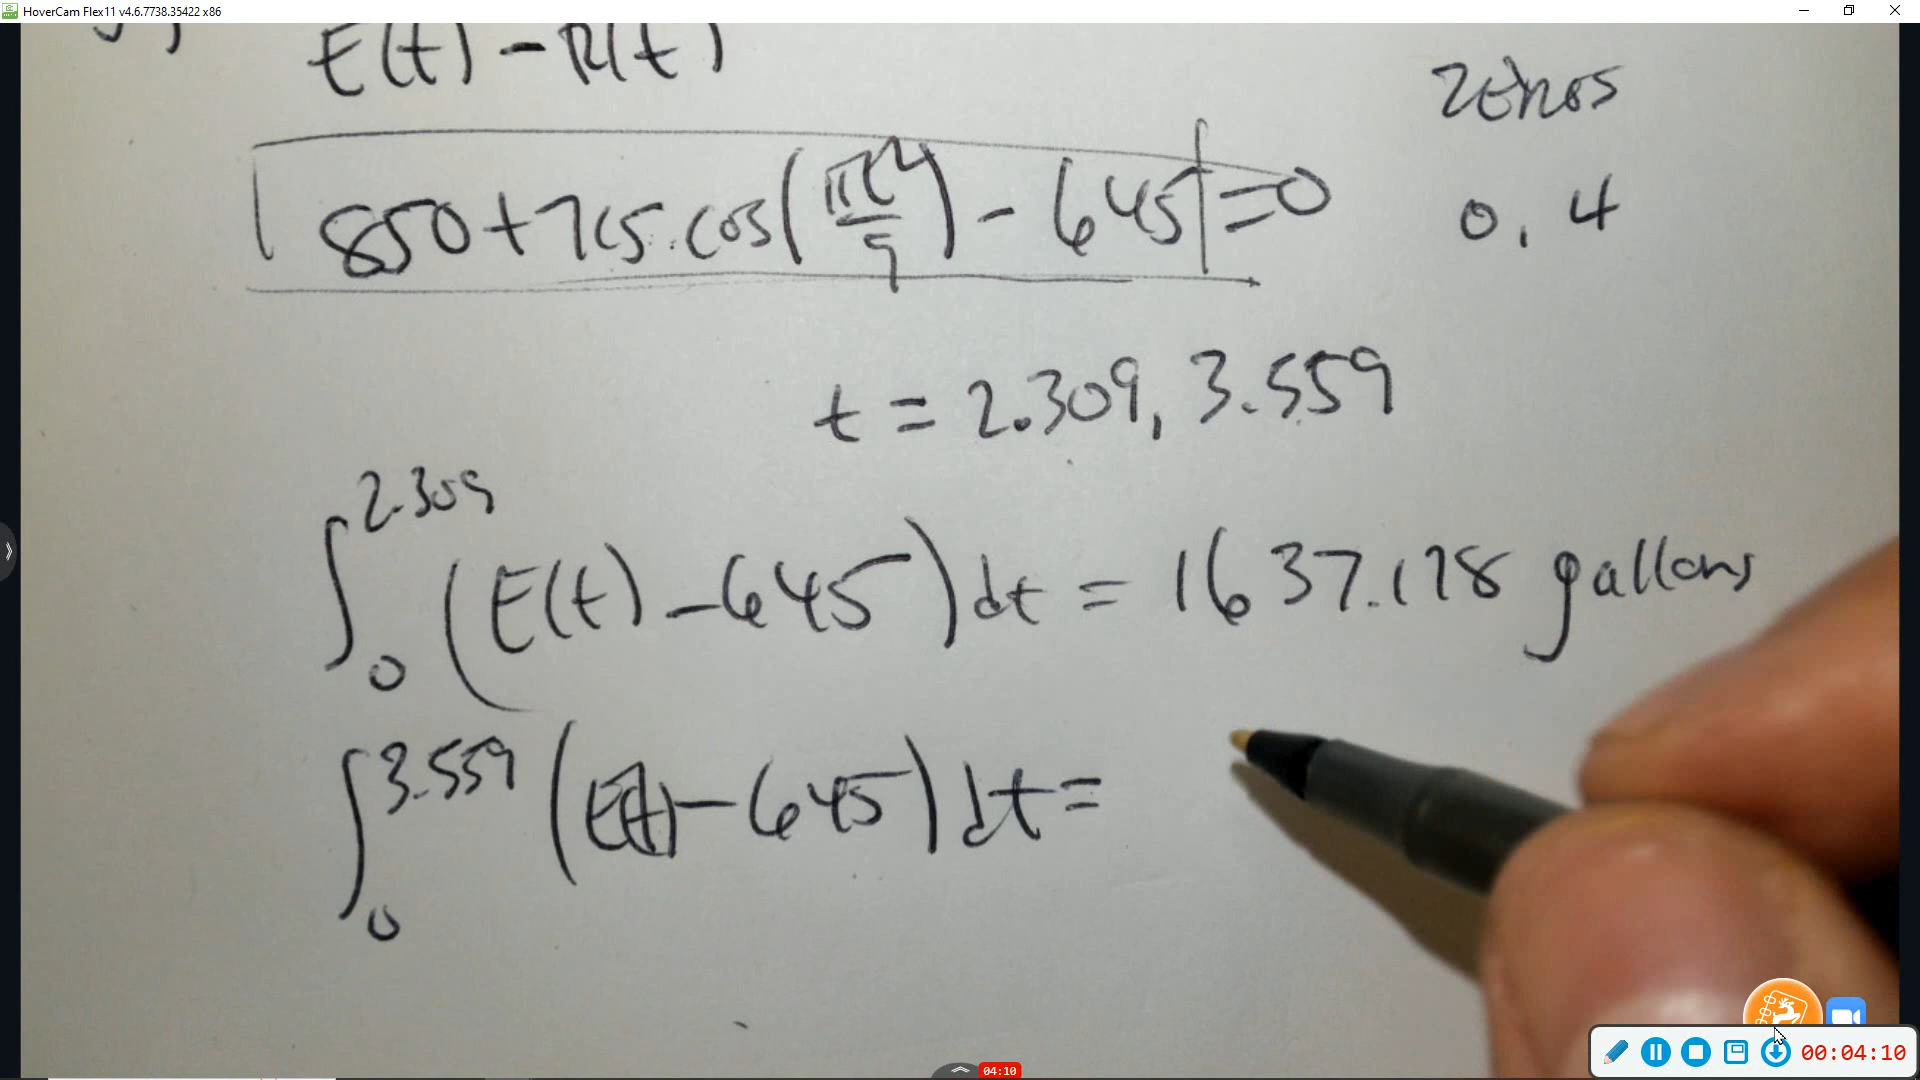 HoverCam Flex11 v4.6.7738.35422 x86
E(t) - R(t)
Zeros
850 + 715 · cos(πt²/9) - 645 = 0
0, 4
t = 2.309, 3.559
∫₀^2.309 (E(t) - 645) dt = 1637.178 gallons
∫₀^3.559 (E(t) - 645) dt =
00:04:10
04:10